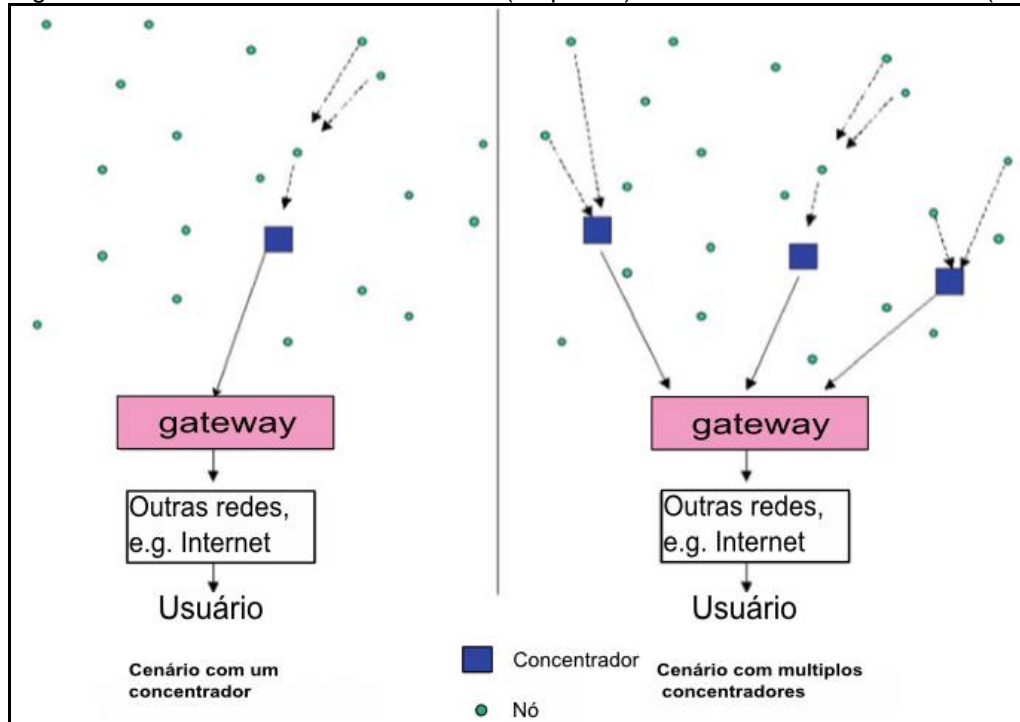 gateway
Outras redes,
e.g. Internet
Usuário
Cenário com um
concentrador
gateway
Outras redes,
e.g. Internet
Usuário
Cenário com multiplos
concentradores
Concentrador
Nó